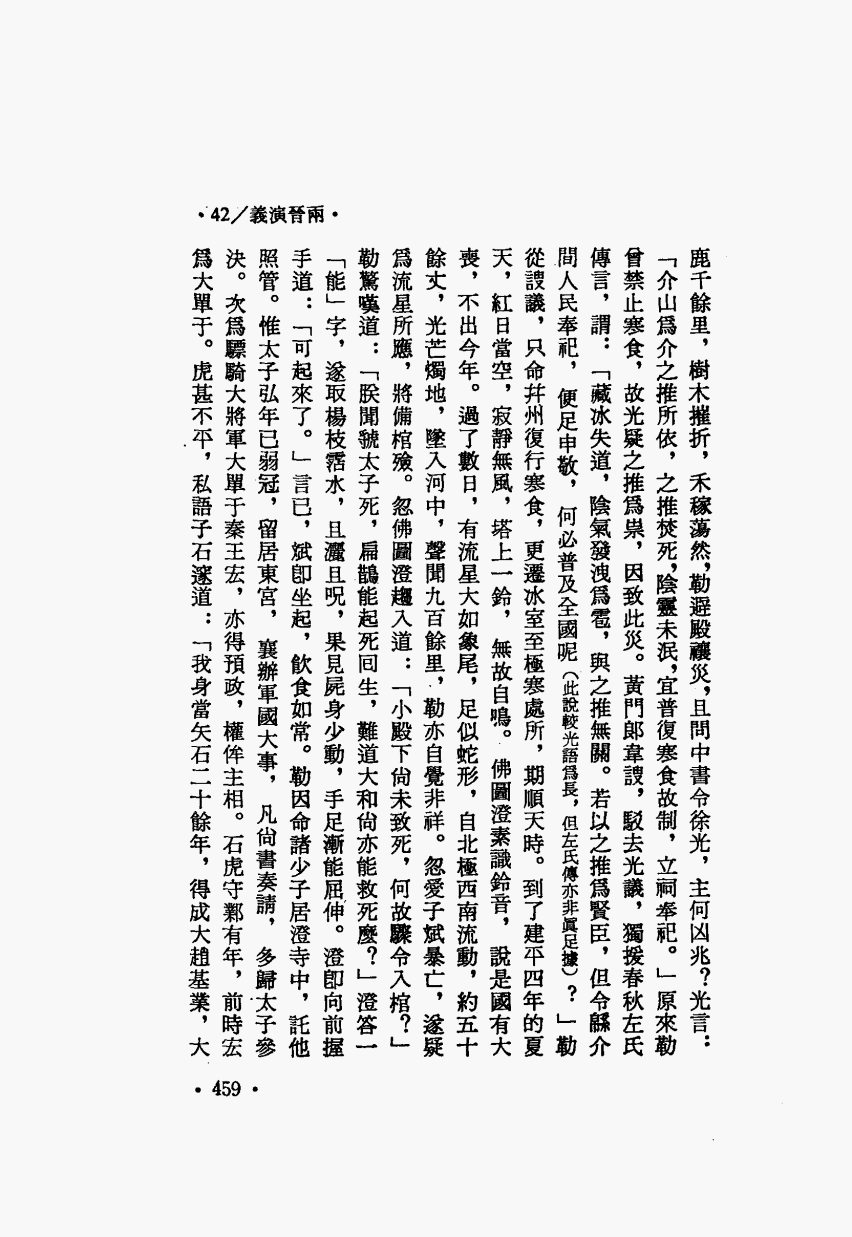 •42／義演晉兩•
鹿千餘里，樹木摧折，禾稼蕩然，勒避殿禳災，且問中書令徐光，主何凶兆？光言：
「介山爲介之推所依，之推焚死，陰靈未泯，宜普復寒食故制，立祠奉祀。」原來勒
曾禁止寒食，故光疑之推爲祟，因致此災。黃門郎韋謏，駁去光議，獨援春秋左氏
傳言，謂：「藏冰失道，陰氣發洩爲雹，與之推無關。若以之推爲賢臣，但令緜介
間人民奉祀，便足申敬，何必普及全國呢（此說較光語爲長，但左氏傳亦非眞足據）？」勒
從謏議，只命幷州復行寒食，更遷冰室至極寒處所，期順天時。到了建平四年的夏
天，紅日當空，寂靜無風，塔上一鈴，無故自鳴。佛圖澄素識鈴音，說是國有大
喪，不出今年。過了數日，有流星大如象尾，足似蛇形，自北極西南流動，約五十
餘丈，光芒燭地，墜入河中，聲聞九百餘里，勒亦自覺非祥。忽愛子斌暴亡，遂疑
爲流星所應，將備棺殮。忽佛圖澄趨入道：「小殿下尙未致死，何故驟令入棺？」
勒驚嘆道：「朕聞虢太子死，扁鵲能起死回生，難道大和尙亦能救死麼？」澄答一
「能」字，遂取楊枝霑水，且灑且呪，果見屍身少動，手足漸能屈伸。澄卽向前握
手道：「可起來了。」言已，斌卽坐起，飲食如常。勒因命諸少子居澄寺中，託他
照管。惟太子弘年已弱冠，留居東宮，襄辦軍國大事，凡尙書奏請，多歸太子參
決。次爲驃騎大將軍大單于秦王宏，亦得預政，權侔主相。石虎守鄴有年，前時宏
爲大單于。虎甚不平，私語子石邃道：「我身當矢石二十餘年，得成大趙基業，大
• 459 •